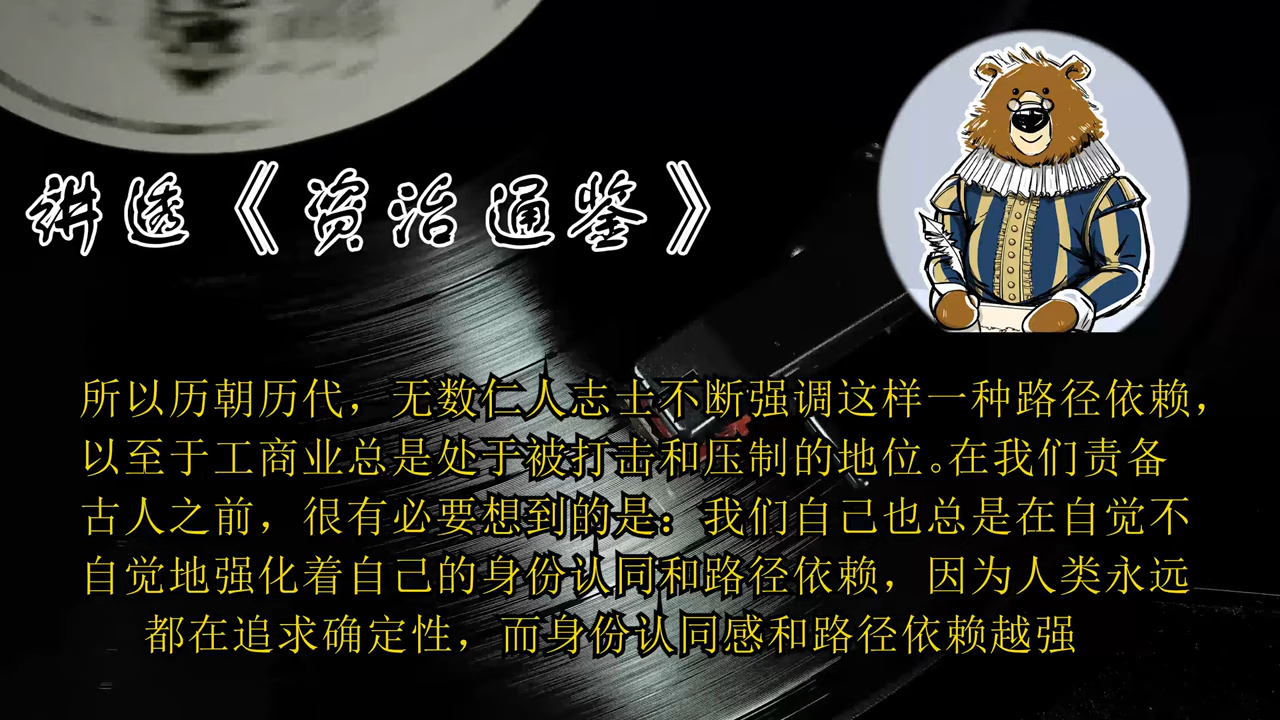 讲透《资治通鉴》
所以历朝历代，无数仁人志士不断强调这样一种路径依赖，
以至于工商业总是处于被打击和压制的地位。在我们责备
古人之前，很有必要想到的是：我们自己也总是在自觉不
自觉地强化着自己的身份认同和路径依赖，因为人类永远
都在追求确定性，而身份认同感和路径依赖越强